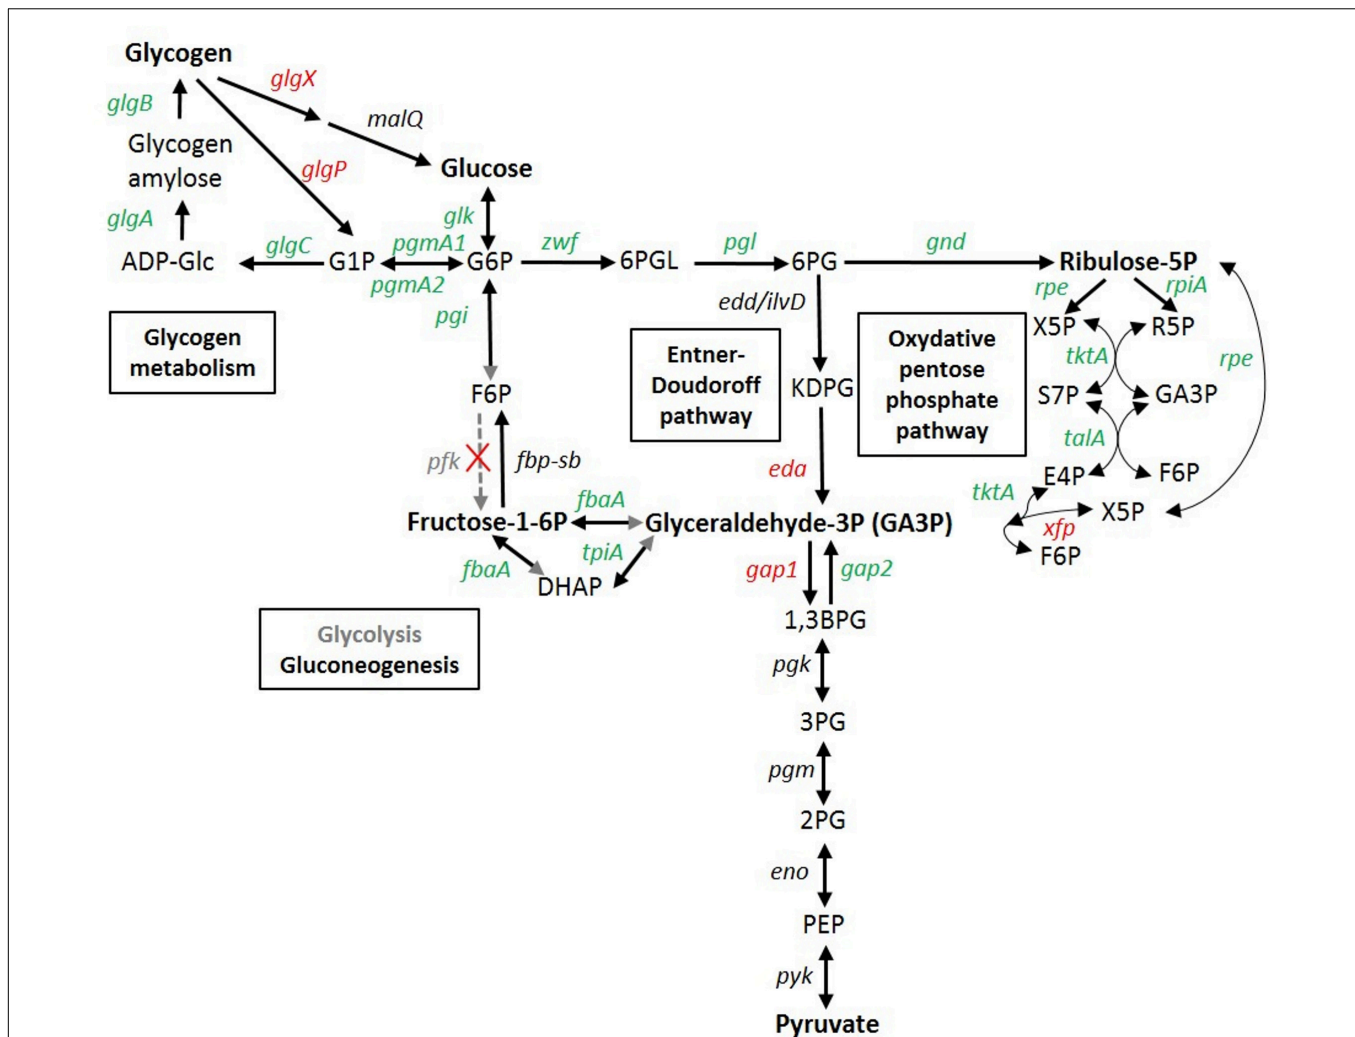 Glycogen
glgX
glgB
malQ
Glycogen
amylose
glgP
Glucose
glgA
glk
ADP-Glc
glgC
G1P
pgmA1
pgmA2
G6P
zwf
6PGL
pgl
6PG
gnd
Ribulose-5P
rpe
rpiA
pgi
edd/ilvD
X5P
R5P
Glycogen
metabolism
Entner-
Doudoroff
pathway
Oxydative
pentose
phosphate
pathway
tktA
rpe
F6P
KDPG
S7P
GA3P
talA
pfk
fbp-sb
eda
E4P
F6P
tktA
fbaA
X5P
xfp
F6P
Fructose-1-6P
Glyceraldehyde-3P (GA3P)
fbaA
tpiA
DHAP
gap1
gap2
1,3BPG
Glycolysis
Gluconeogenesis
pgk
3PG
pgm
2PG
eno
PEP
pyk
Pyruvate